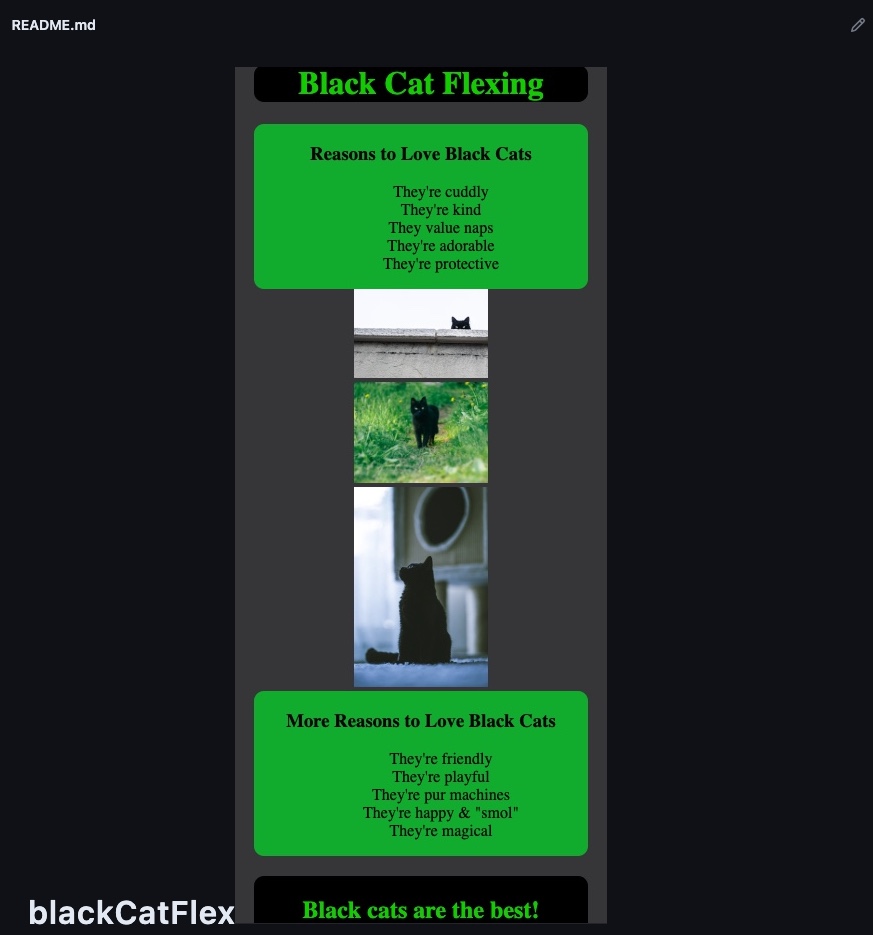 README.md
Black Cat Flexing
Reasons to Love Black Cats
They're cuddly
They're kind
They value naps
They're adorable
They're protective
More Reasons to Love Black Cats
They're friendly
They're playful
They're pur machines
They're happy & "smol"
They're magical
Black cats are the best!
blackCatFlex